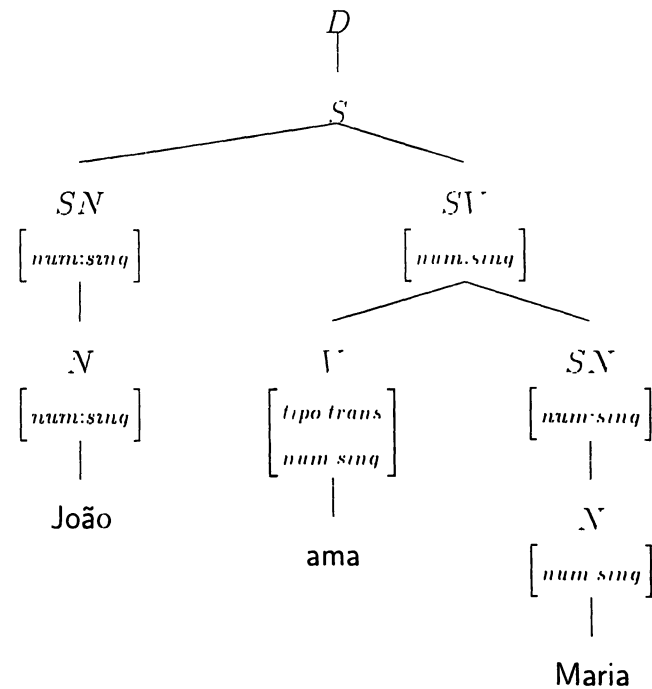 D
S
SN SV
[num:sing] [num:sing]
N V SN
[num:sing] [tipo:trans [num:sing]
num:sing]
João N
ama
[num:sing]
Maria